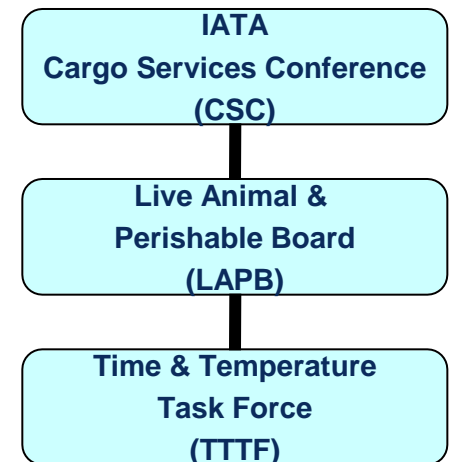 IATA
Cargo Services Conference
(CSC)
Live Animal &
Perishable Board
(LAPB)
Time & Temperature
Task Force
(TTTF)